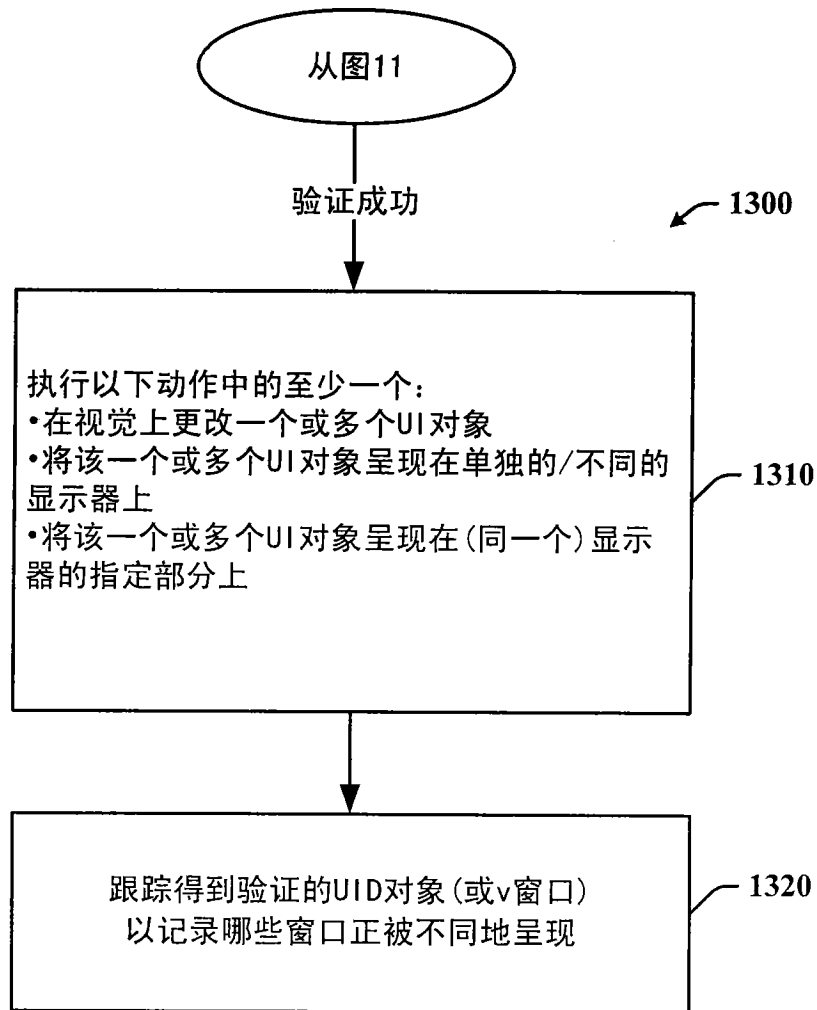 从图11
验证成功
1300
执行以下动作中的至少一个:
•在视觉上更改一个或多个UI对象
•将该一个或多个UI对象呈现在单独的/不同的
显示器上
•将该一个或多个UI对象呈现在(同一个)显示
器的指定部分上
1310
跟踪得到验证的UID对象(或v窗口)
以记录哪些窗口正被不同地呈现
1320